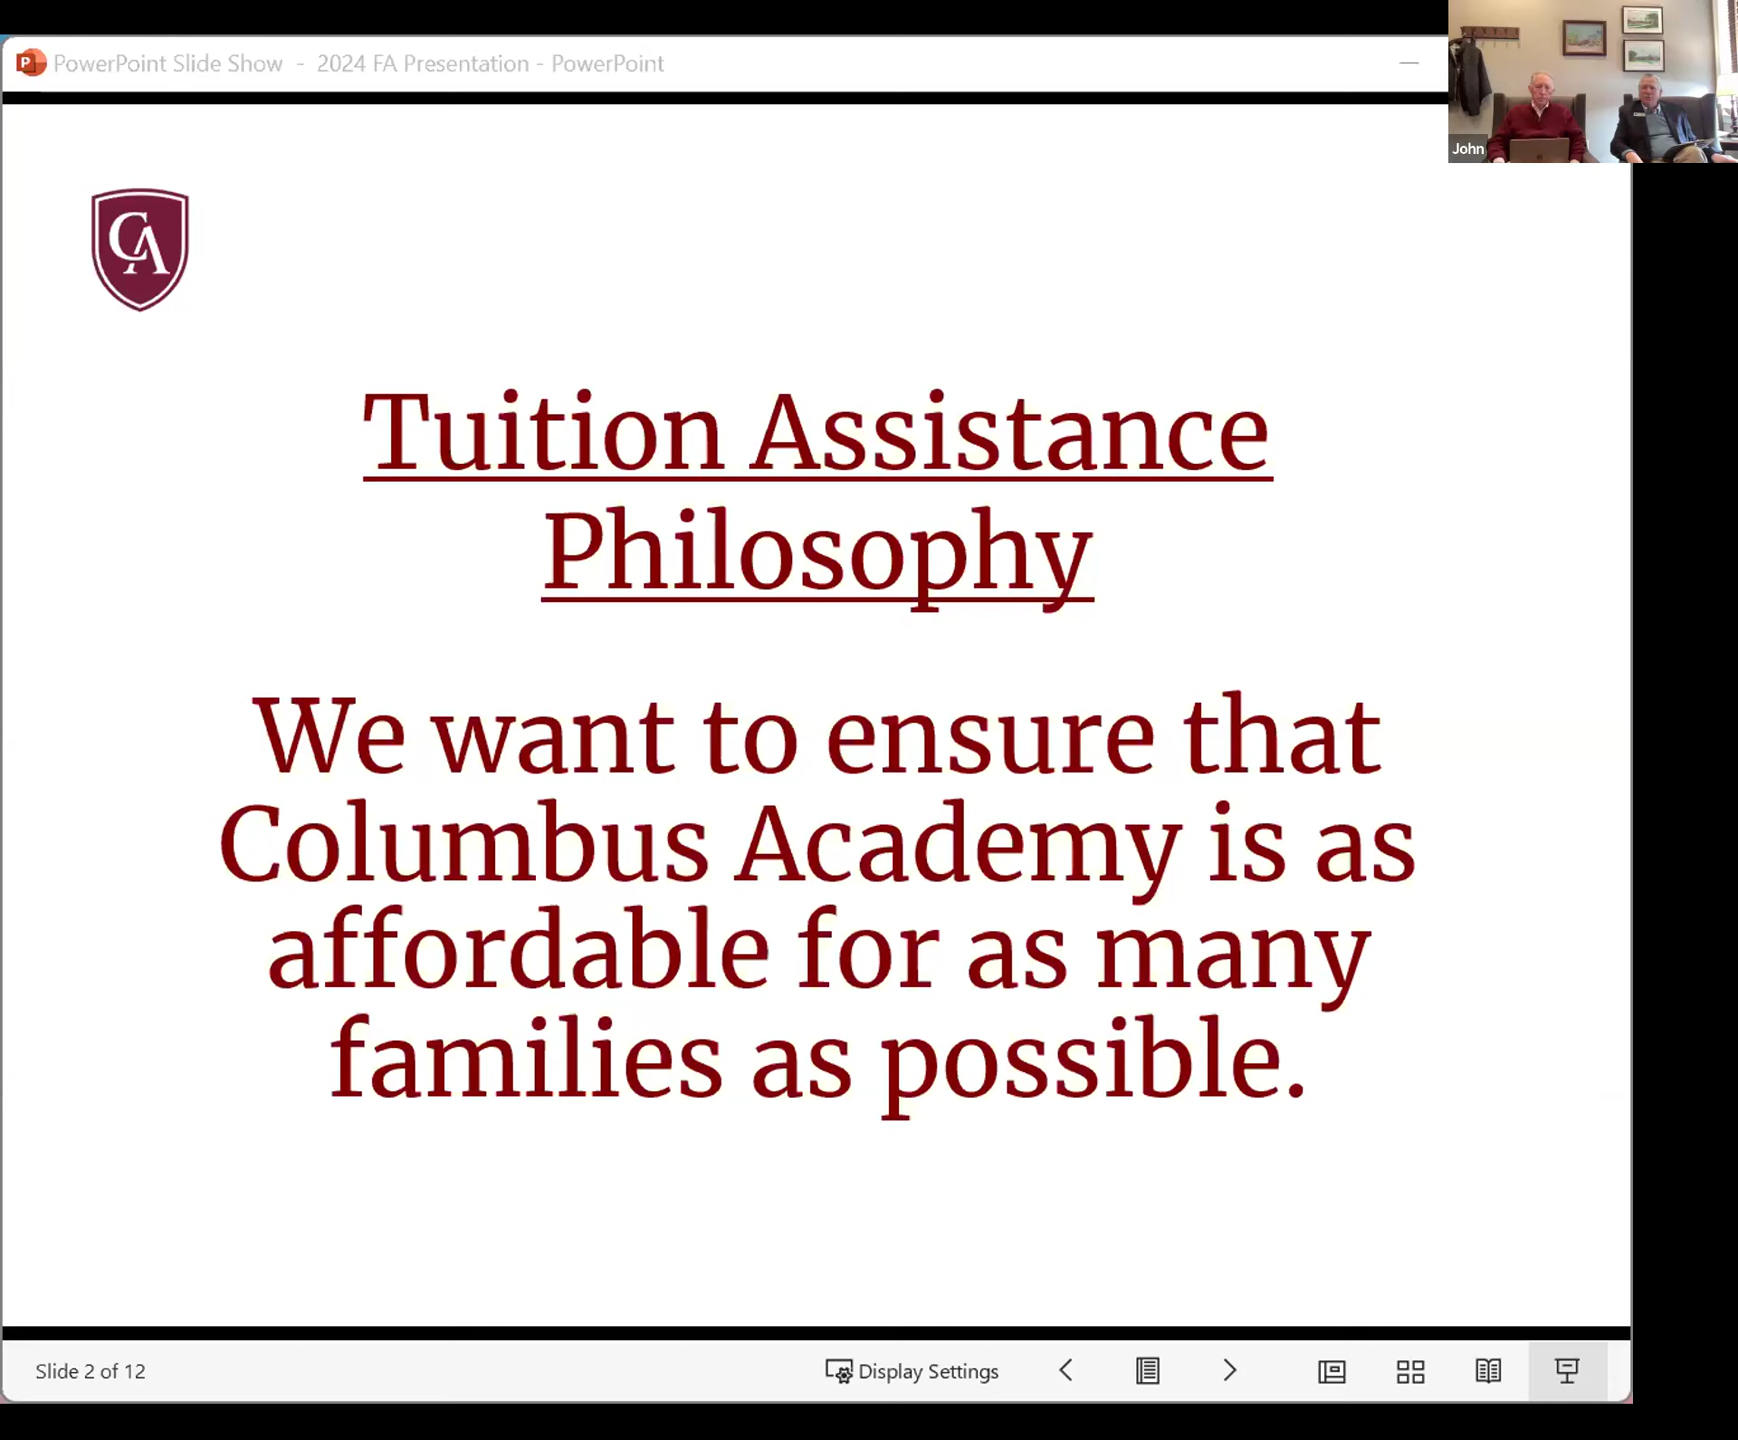 PowerPoint Slide Show - 2024 FA Presentation - PowerPoint
John
CA
Tuition Assistance
Philosophy
We want to ensure that
Columbus Academy is as
affordable for as many
families as possible.
Slide 2 of 12
Display Settings